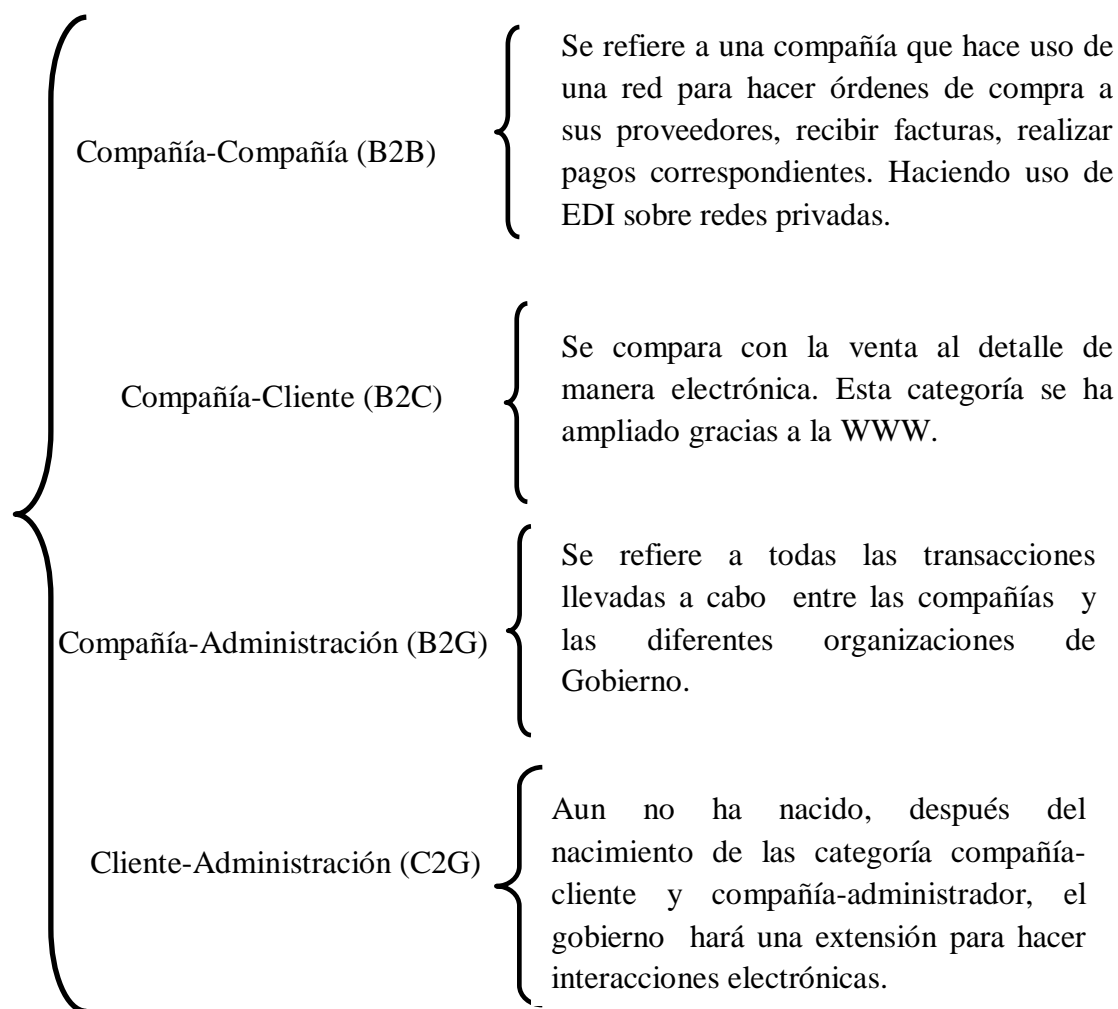 Compañía-Compañía (B2B)
Se refiere a una compañía que hace uso de
una red para hacer órdenes de compra a
sus proveedores, recibir facturas, realizar
pagos correspondientes. Haciendo uso de
EDI sobre redes privadas.
Compañía-Cliente (B2C)
Se compara con la venta al detalle de
manera electrónica. Esta categoría se ha
ampliado gracias a la WWW.
Compañía-Administración (B2G)
Se refiere a todas las transacciones
llevadas a cabo entre las compañías y
las diferentes organizaciones de
Gobierno.
Cliente-Administración (C2G)
Aun no ha nacido, después del
nacimiento de las categoría compañía-
cliente y compañía-administrador, el
gobierno hará una extensión para hacer
interacciones electrónicas.